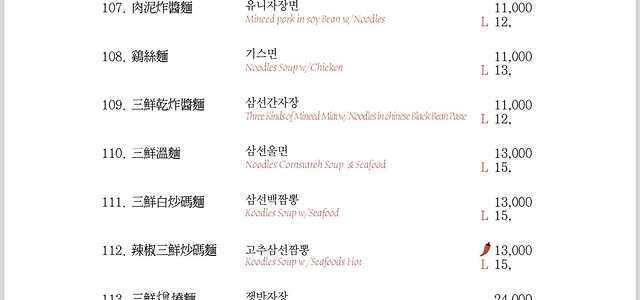 107. 肉泥炸醬麵 유니자장면 11,000
Minced pork in soy Bean w/Noodles L 12.
108. 鷄絲麵 기스면 11,000
Noodles Soup w/Chicken L 13.
109. 三鮮乾炸醬麵 삼선간자장 11,000
Three Kinds of Minced Miat w/Noodles in chinese Black Bean Paste L 12.
110. 三鮮溫麵 삼선울면 13,000
Noodles Cornstarch Soup & Seafood L 15.
111. 三鮮白炒碼麵 삼선백짬뽕 13,000
Koodles Soup w/Seafood L 15.
112. 辣椒三鮮炒碼麵 고추삼선짬뽕 13,000
Koodles Soup w/Seafoods Hot L 15.
113. 三鮮 쟁반자장 24,000